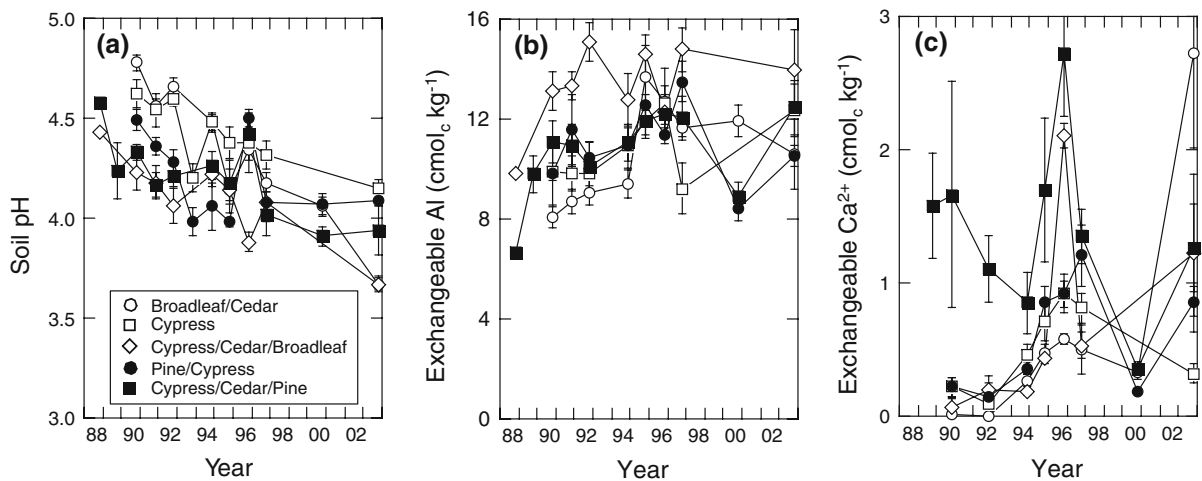 (a)
5.0
4.5
4.0
3.5
3.0
Soil pH
88 90 92 94 96 98 00 02
Year
Broadleaf/Cedar
Cypress
Cypress/Cedar/Broadleaf
Pine/Cypress
Cypress/Cedar/Pine
(b)
16
12
8
4
0
Exchangeable Al (cmolc kg-1)
88 90 92 94 96 98 00 02
Year
(c)
3
2
1
0
Exchangeable Ca2+ (cmolc kg-1)
88 90 92 94 96 98 00 02
Year